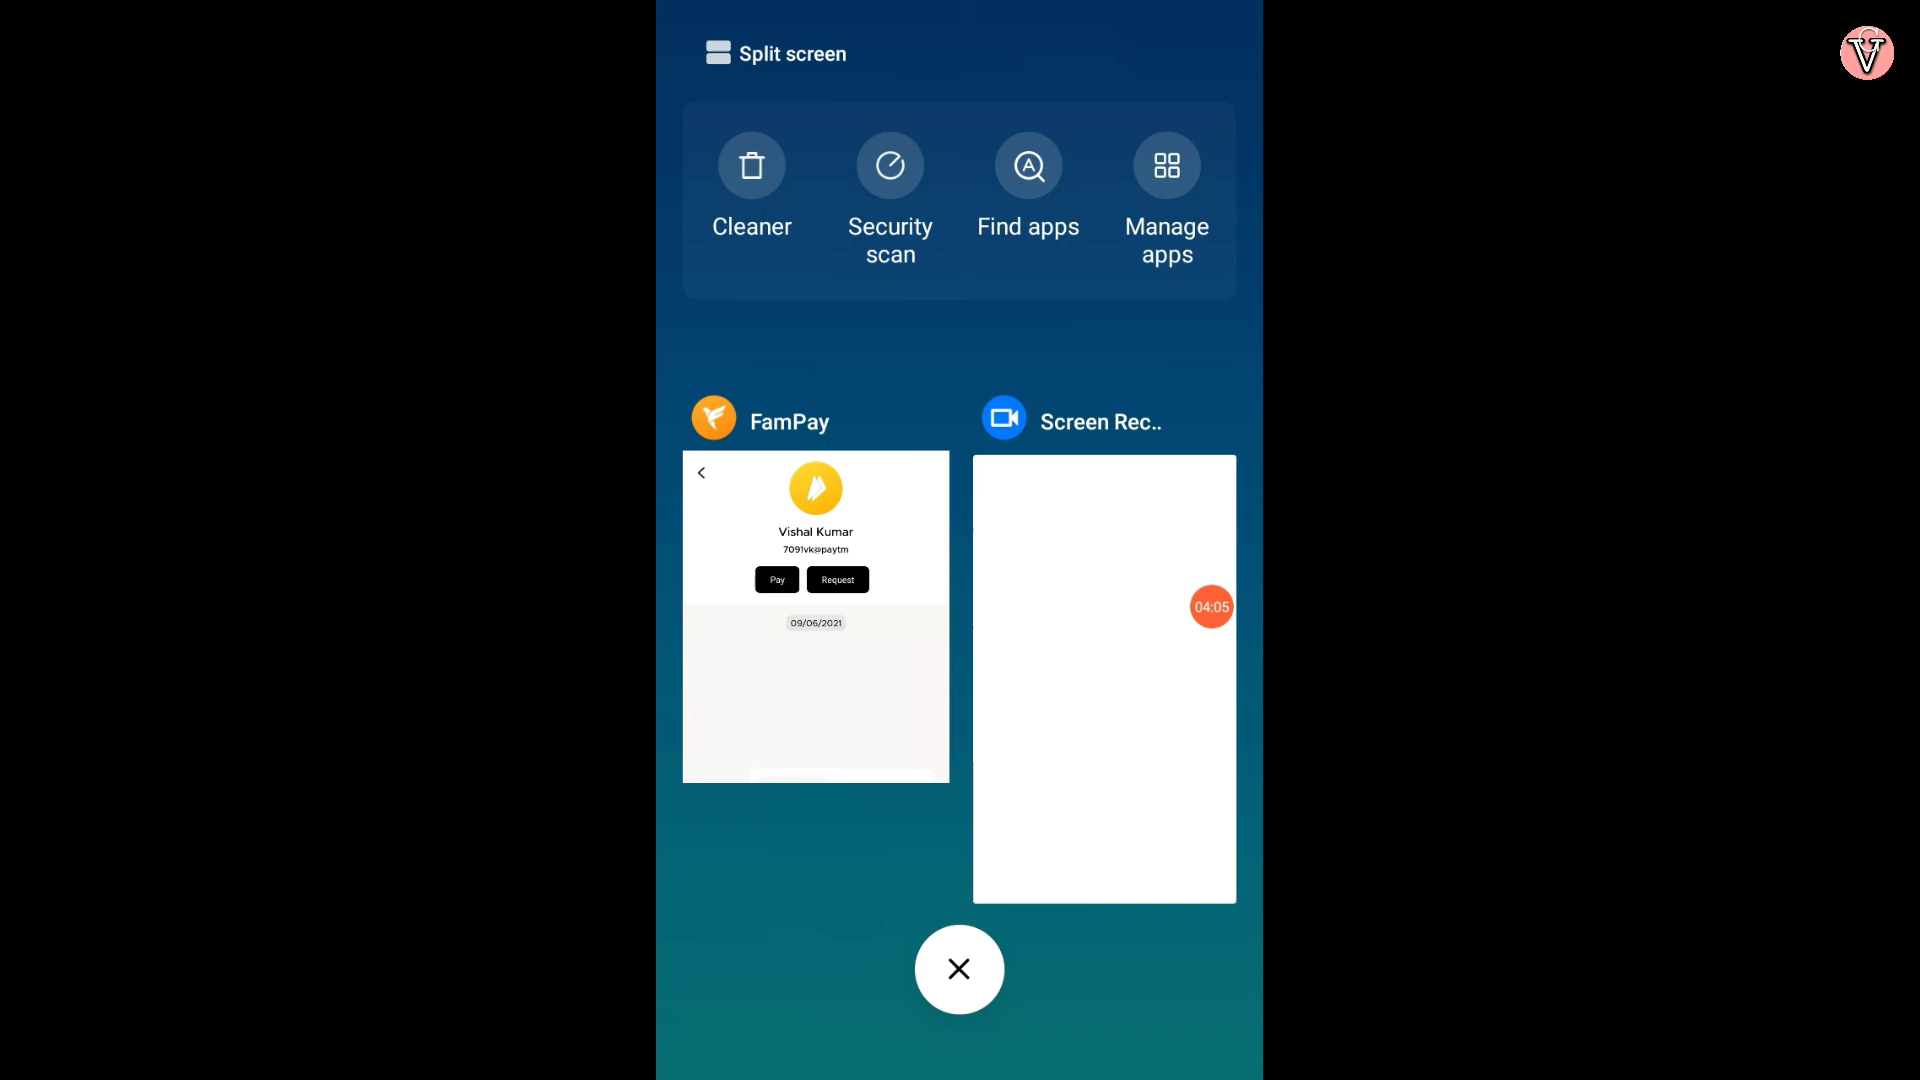 Split screen
Cleaner
Security
scan
Find apps
Manage
apps
FamPay
Screen Rec..
Vishal Kumar
7091vk@paytm
Pay
Request
09/06/2021
04:05